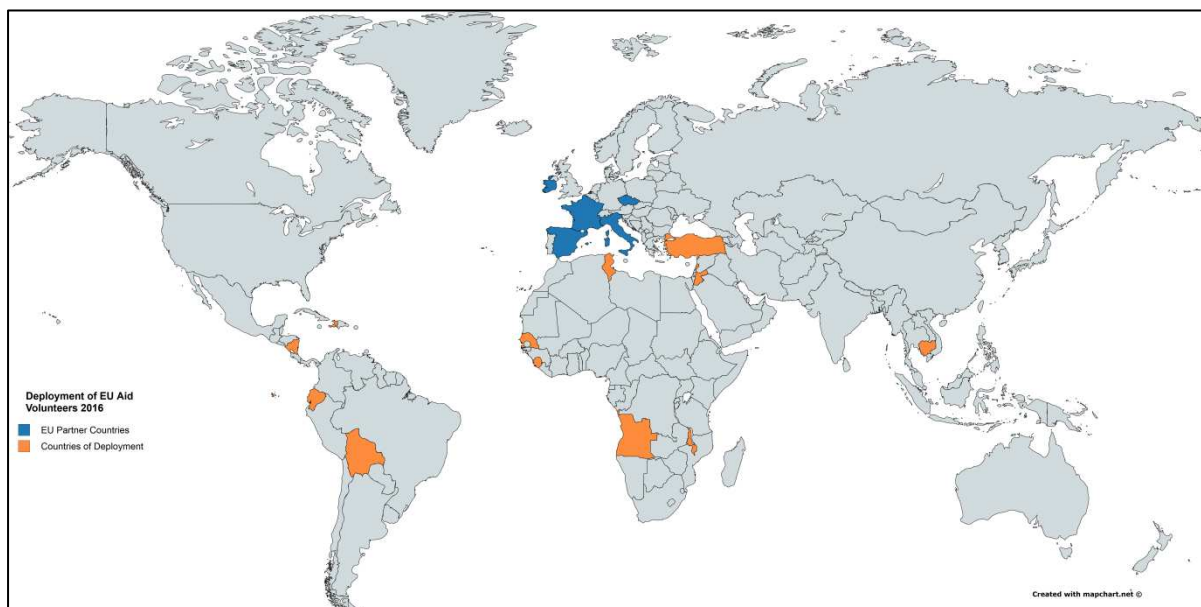 Deployment of EU Aid
Volunteers 2016
EU Partner Countries
Countries of Deployment
Created with mapchart.net ©